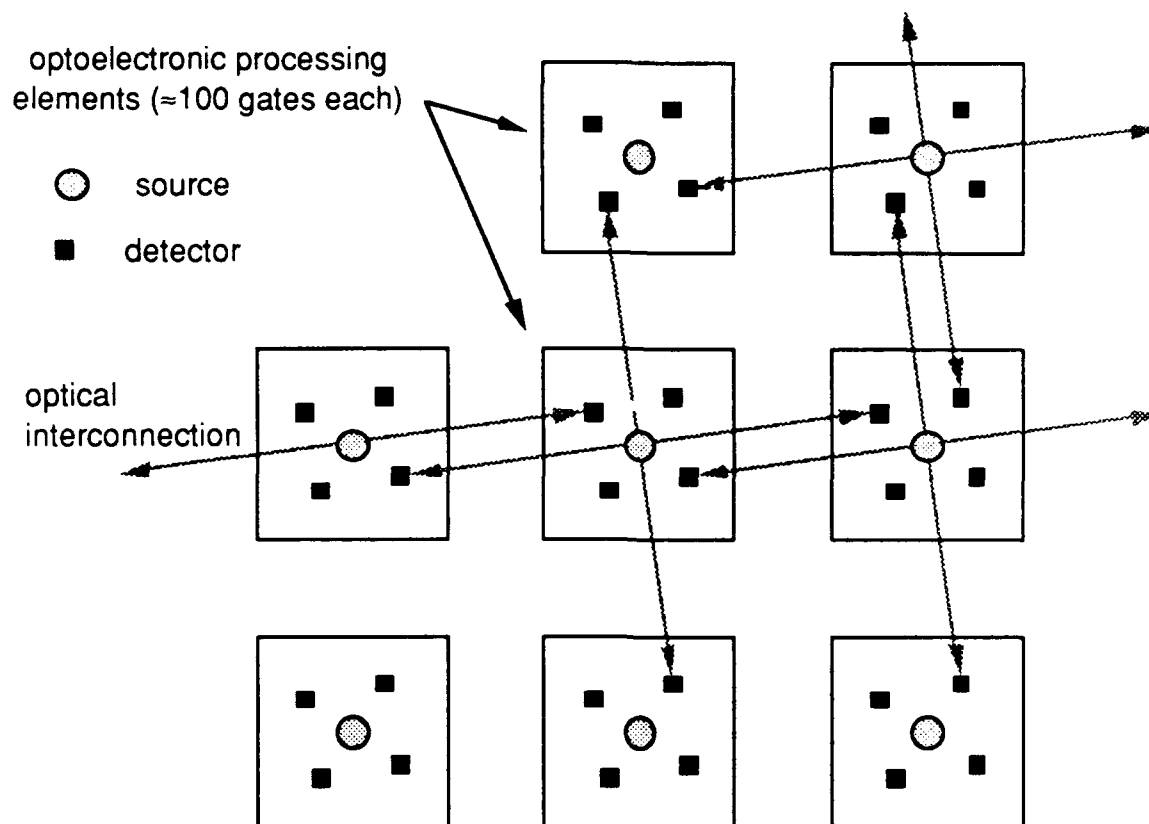 optoelectronic processing
elements (≈100 gates each)
source
detector
optical
interconnection